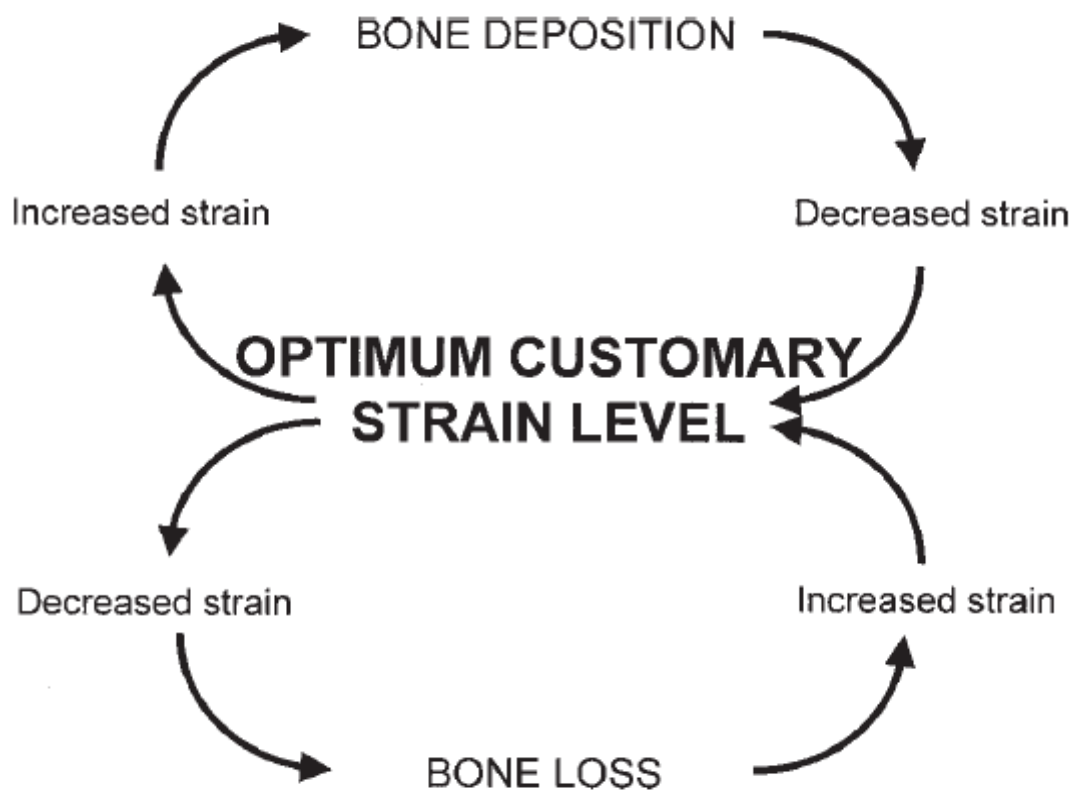 BONE DEPOSITION
Increased strain
Decreased strain
OPTIMUM CUSTOMARY
STRAIN LEVEL
Decreased strain
Increased strain
BONE LOSS